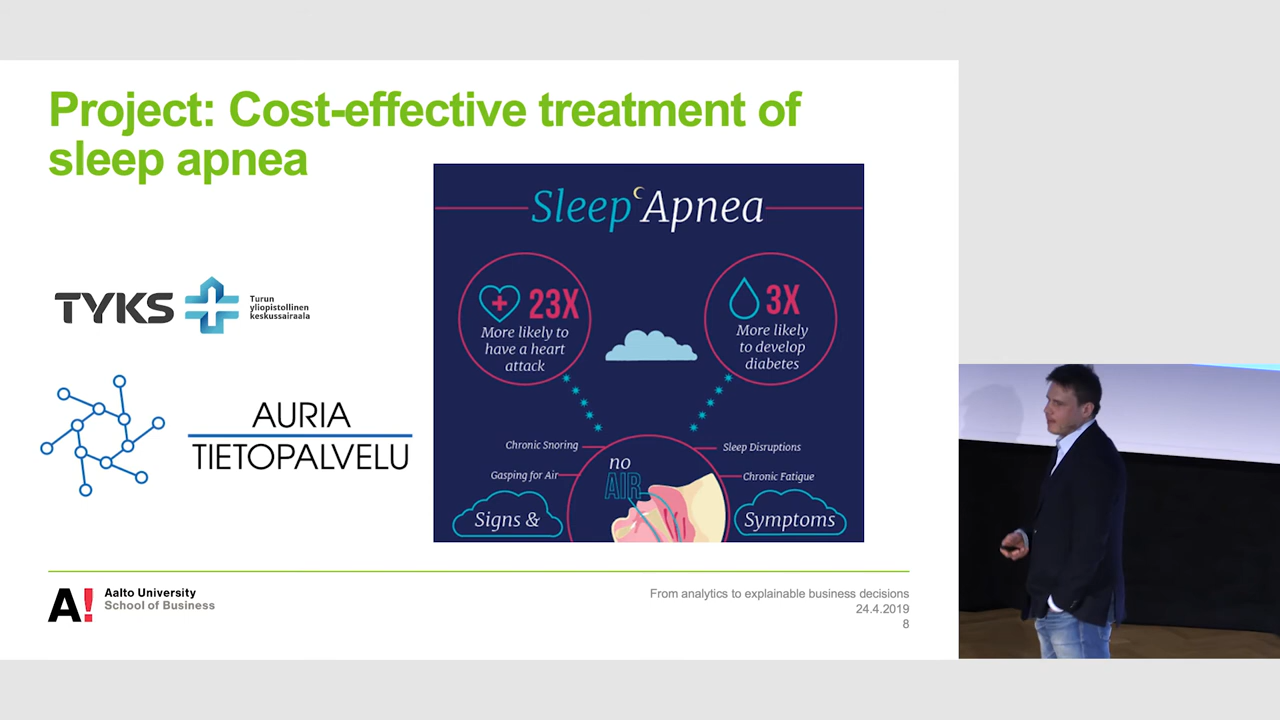 Project: Cost-effective treatment of
sleep apnea
TYKS
Turun
yliopistollinen
keskussairaala
AURIA
TIETOPALVELU
Sleep Apnea
23X
More likely to
have a heart
attack
3X
More likely
to develop
diabetes
Chronic Snoring
Sleep Disruptions
Gasping for Air
Chronic Fatigue
no
AIR
Signs &
Symptoms
A!
Aalto University
School of Business
From analytics to explainable business decisions
24.4.2019
8